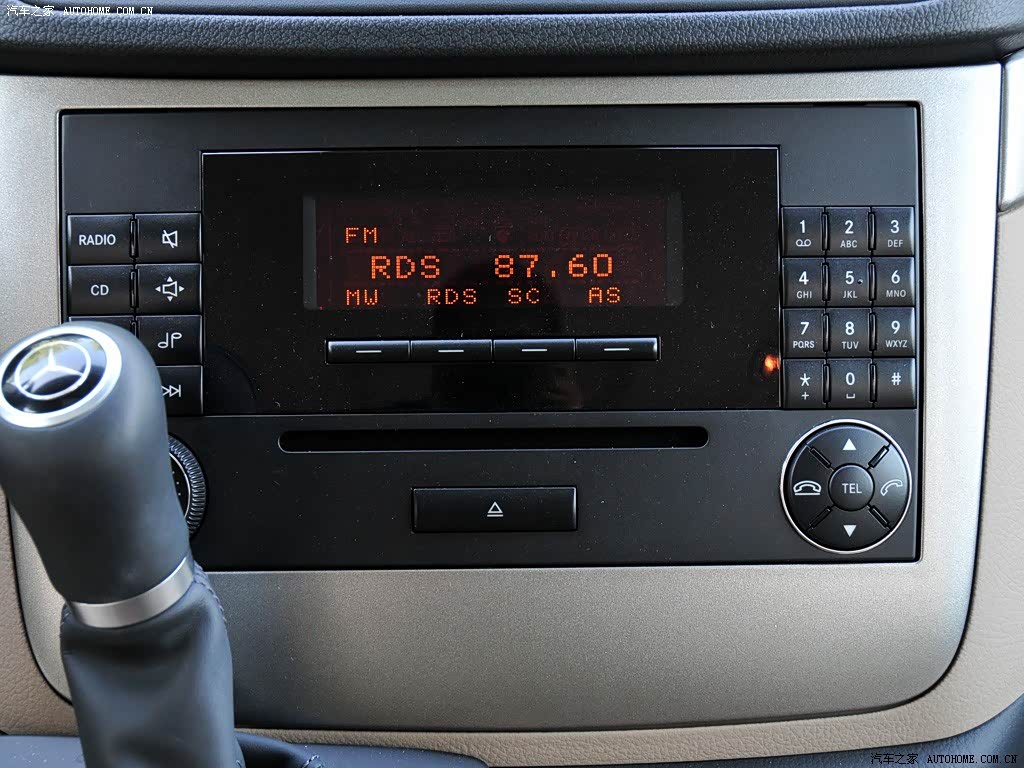 汽车之家 AUTOHOME.COM.CN
FM
RDS 87.60
MW RDS SC AS
RADIO
CD
1
2 ABC
3 DEF
4 GHI
5 JKL
6 MNO
7 PQRS
8 TUV
9 WXYZ
* +
0
#
TEL
汽车之家 AUTOHOME.COM.CN